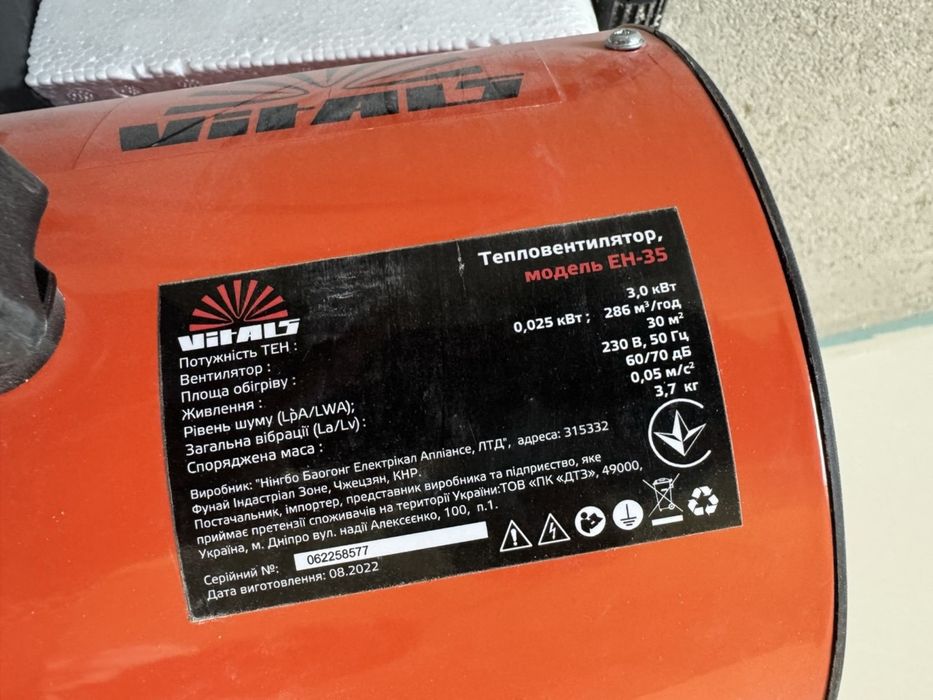 VitALS
Тепловентилятор,
модель EH-35
VitALS
Потужність ТЕН : 3,0 кВт
Вентилятор : 0,025 кВт ; 286 м³/год
Площа обігріву : 30 м²
Живлення : 230 В, 50 Гц
Рівень шуму (LpA/LWA); 60/70 дБ
Загальна вібрації (La/Lv) : 0,05 м/с²
Споряджена маса : 3,7 кг
Виробник: "Нінгбо Баогонг Електрікал Апплiансе, ЛТД", адреса: 315332
Фунай Індастріал Зоне, Чжецзян, КНР.
Постачальник, імпортер, представник виробника та підприємство, яке
приймає претензії споживачів на території України:ТОВ «ПК «ДТЗ», 49000,
Україна, м. Дніпро вул. надії Алексєєнко, 100, п.1.
Серійний №: 062258577
Дата виготовлення: 08.2022